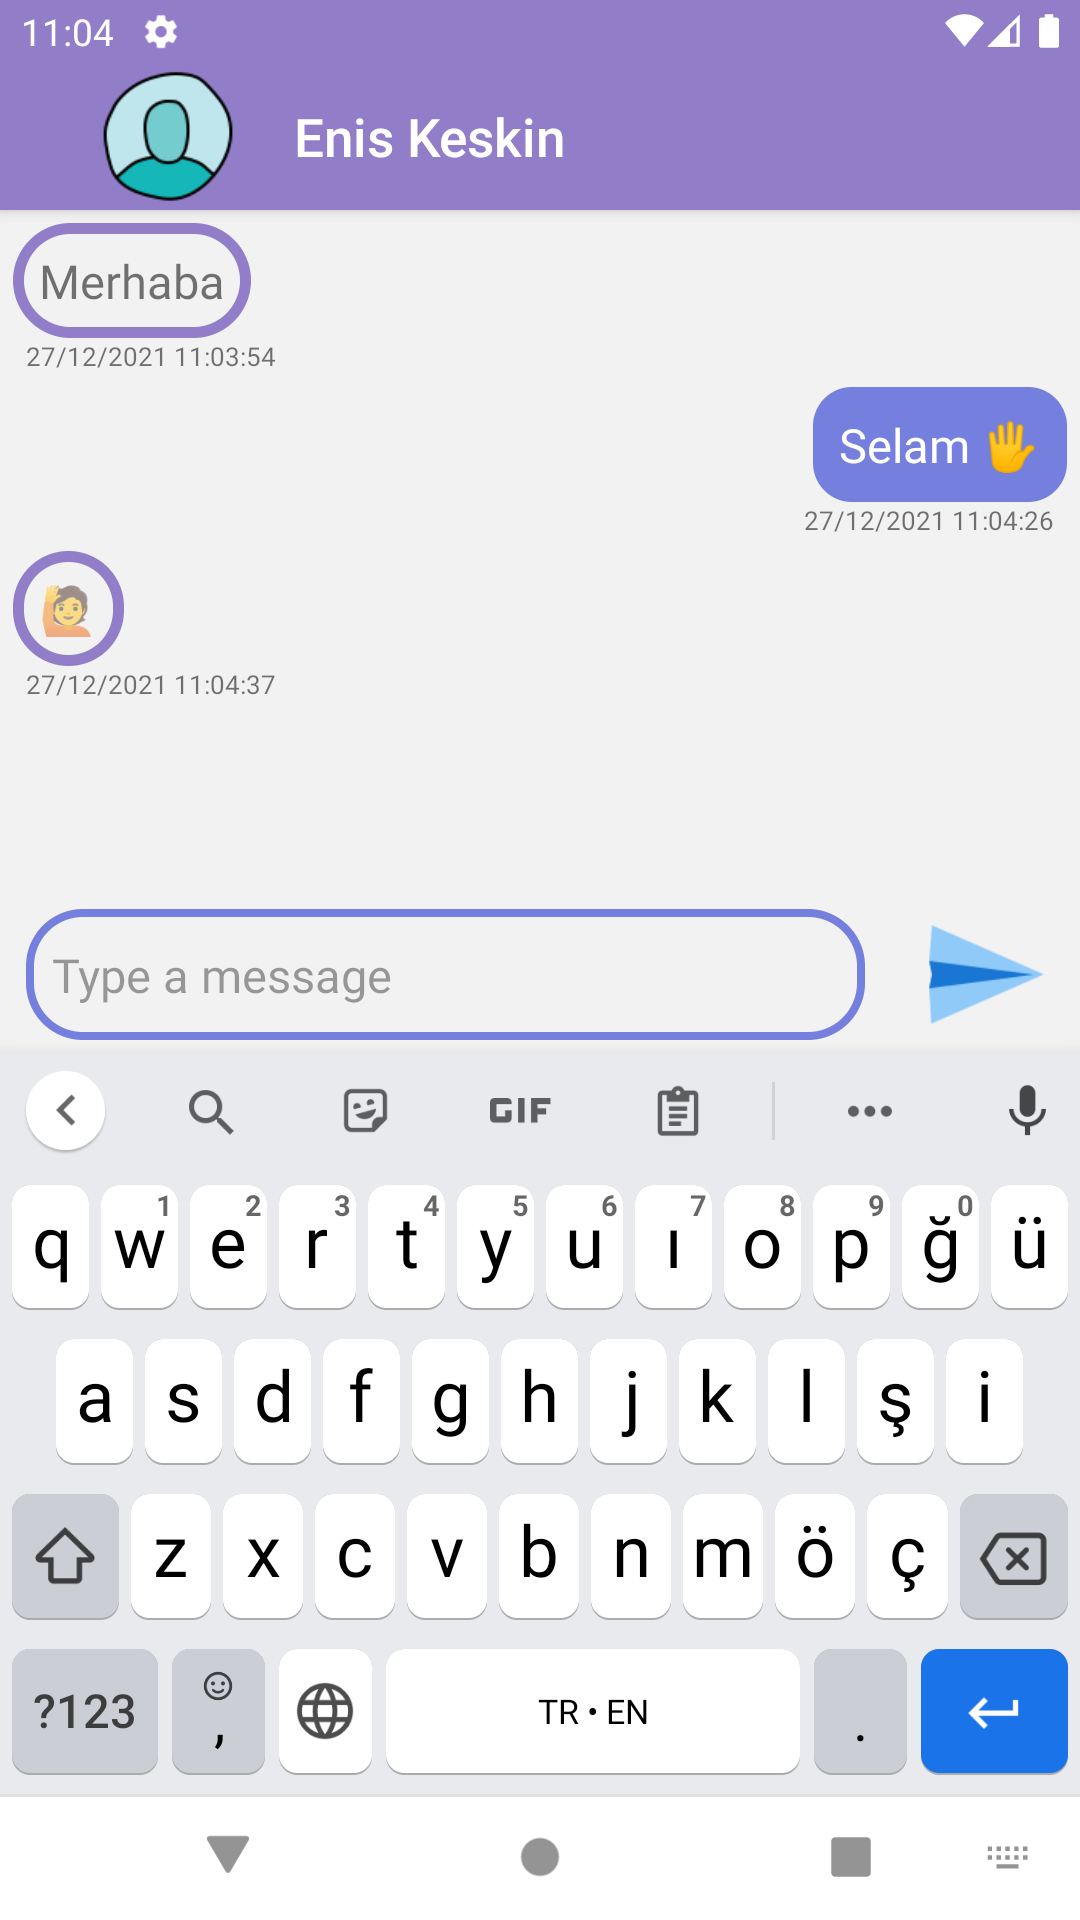 11:04
Enis Keskin
Merhaba
27/12/2021 11:03:54
Selam 🖐
27/12/2021 11:04:26
🙋
27/12/2021 11:04:37
Type a message
GIF
q w 1 e 2 r 3 t 4 y 5 u 6 ı 7 o 8 p 9 ğ 0 ü
a s d f g h j k l ş i
z x c v b n m ö ç
?123 , TR • EN .